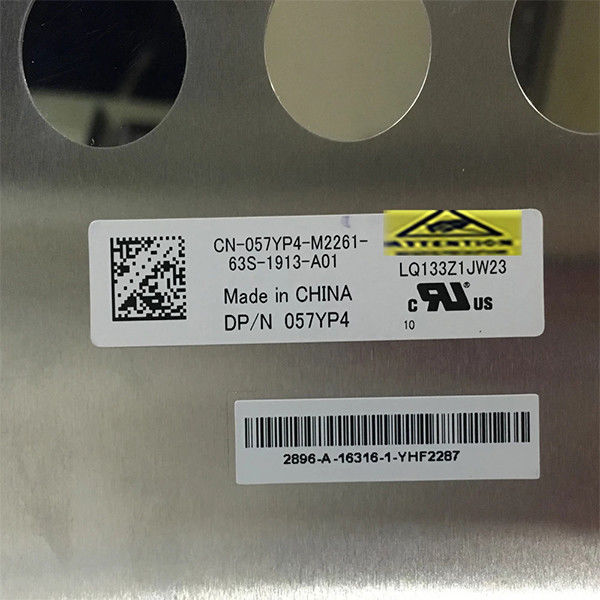 CN-057YP4-M2261-
63S-1913-A01
Made in CHINA
DP/N 057YP4
ATTENTION
LQ133Z1JW23
c RU US
10
2896-A-16316-1-YHF2287